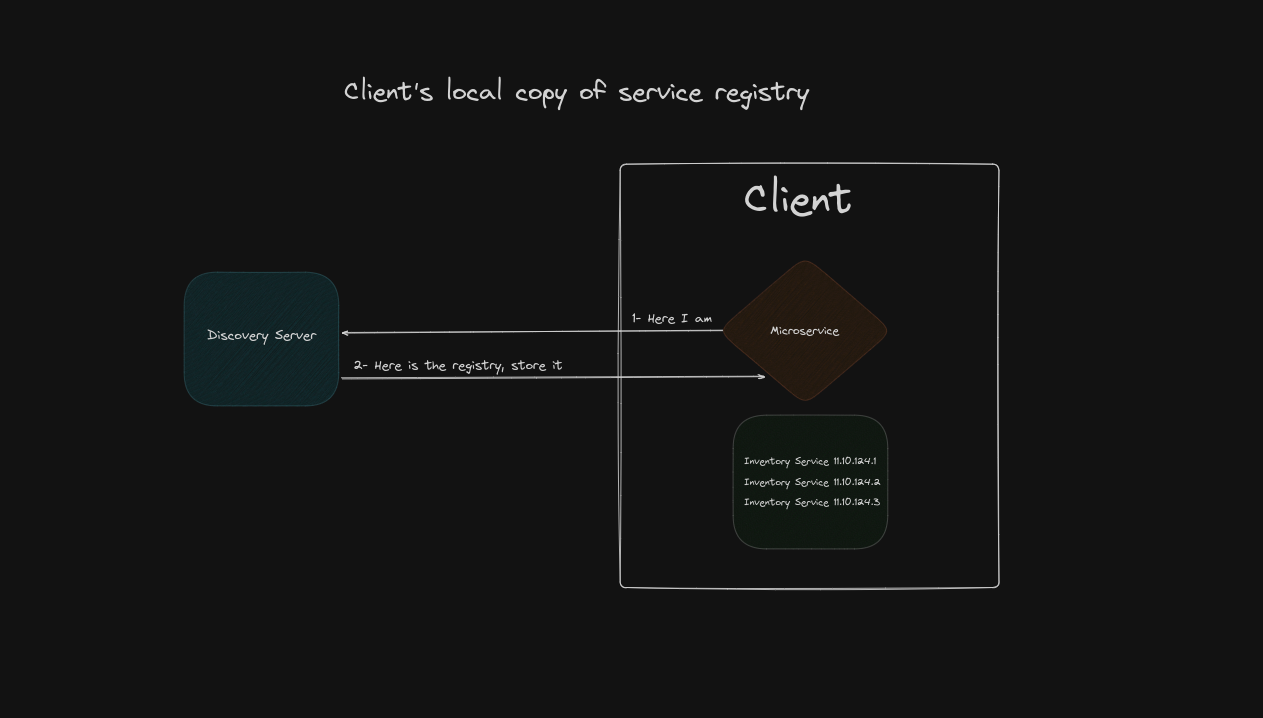 Client's local copy of service registry
Client
1- Here I am
Microservice
Discovery Server
2- Here is the registry, store it
Inventory Service 11.10.124.1
Inventory Service 11.10.124.2
Inventory Service 11.10.124.3